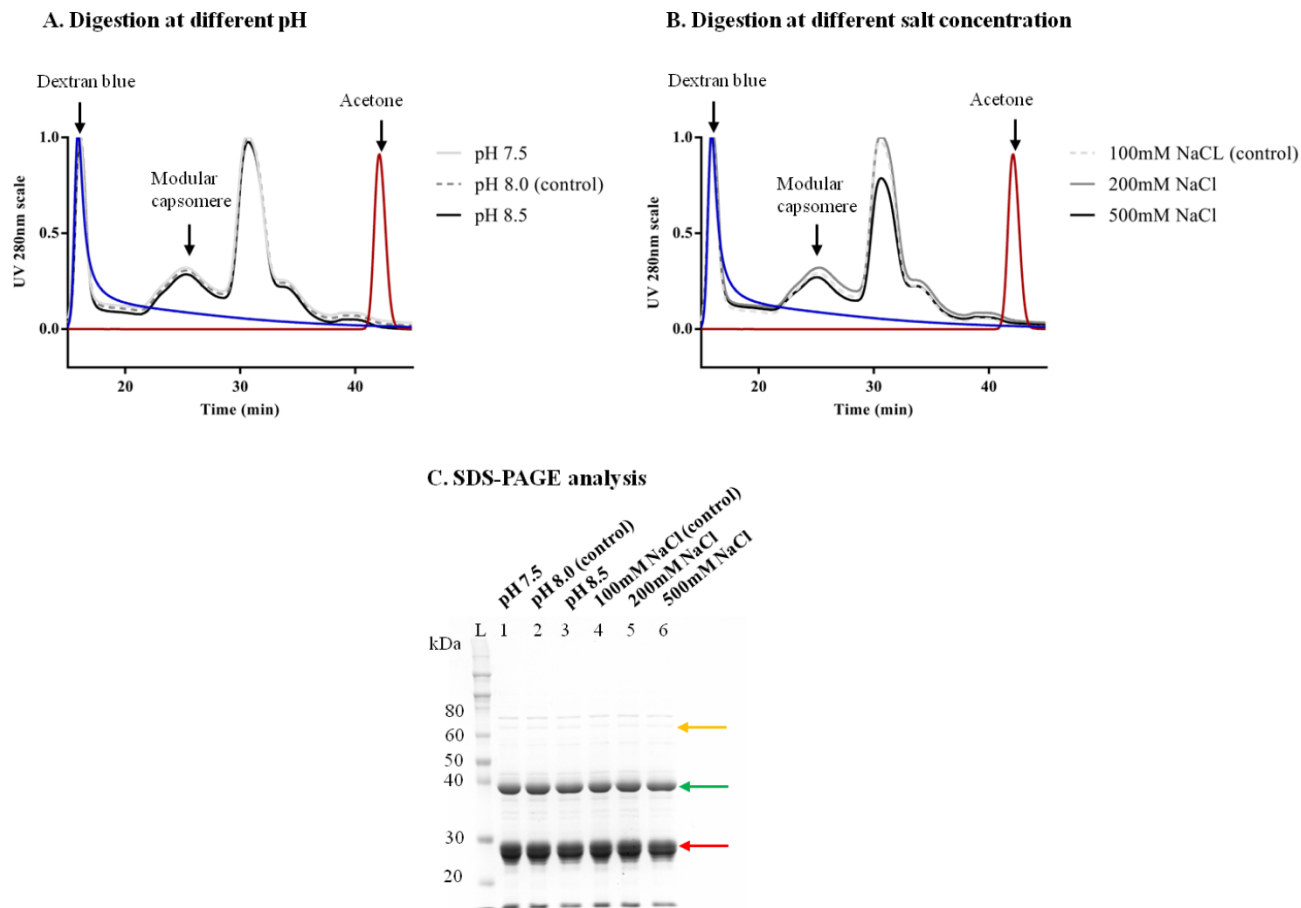 A. Digestion at different pH
Dextran blue
Acetone
Modular
capsomere
UV 280nm scale
1.0
0.5
0.0
20
30
40
Time (min)
pH 7.5
pH 8.0 (control)
pH 8.5
B. Digestion at different salt concentration
Dextran blue
Acetone
Modular
capsomere
UV 280nm scale
1.0
0.5
0.0
20
30
40
Time (min)
100mM NaCL (control)
200mM NaCl
500mM NaCl
C. SDS-PAGE analysis
pH 7.5
pH 8.0 (control)
pH 8.5
100mM NaCl (control)
200mM NaCl
500mM NaCl
kDa
L 1 2 3 4 5 6
80
60
50
40
30
20